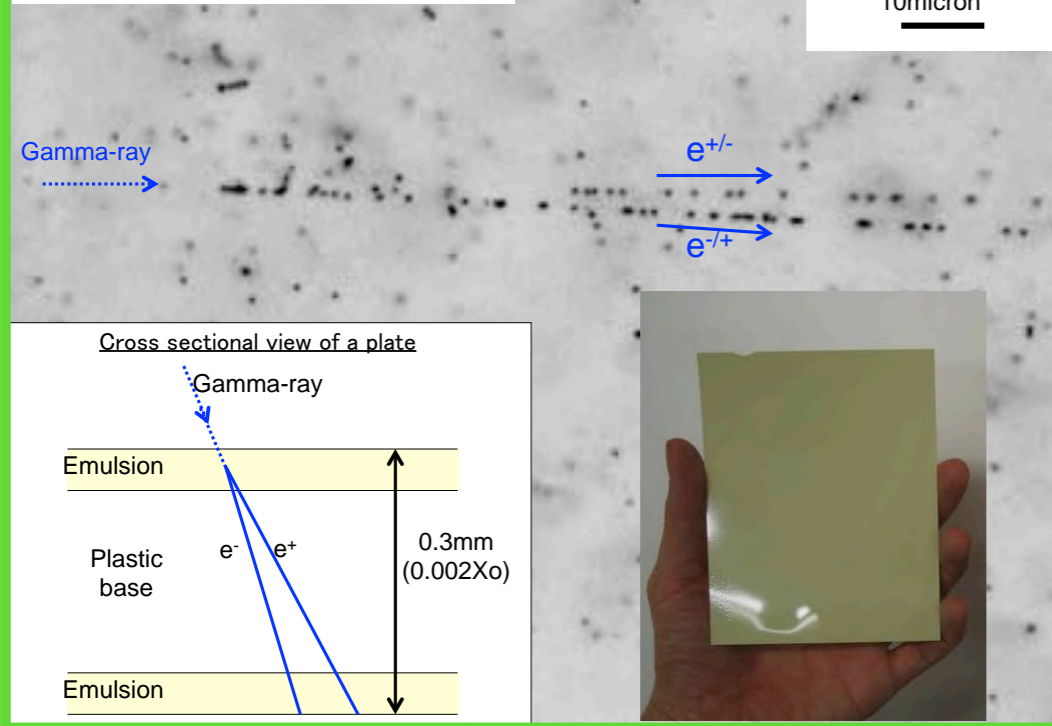 10micron
Gamma-ray
e+/-
e-/+
Cross sectional view of a plate
Gamma-ray
Emulsion
e-
e+
Plastic
base
0.3mm
(0.002Xo)
Emulsion